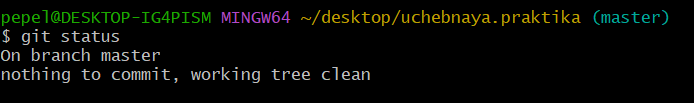 pepel@DESKTOP-IG4PISM MINGW64 ~/desktop/uchebnaya.praktika (master)
$ git status
On branch master
nothing to commit, working tree clean